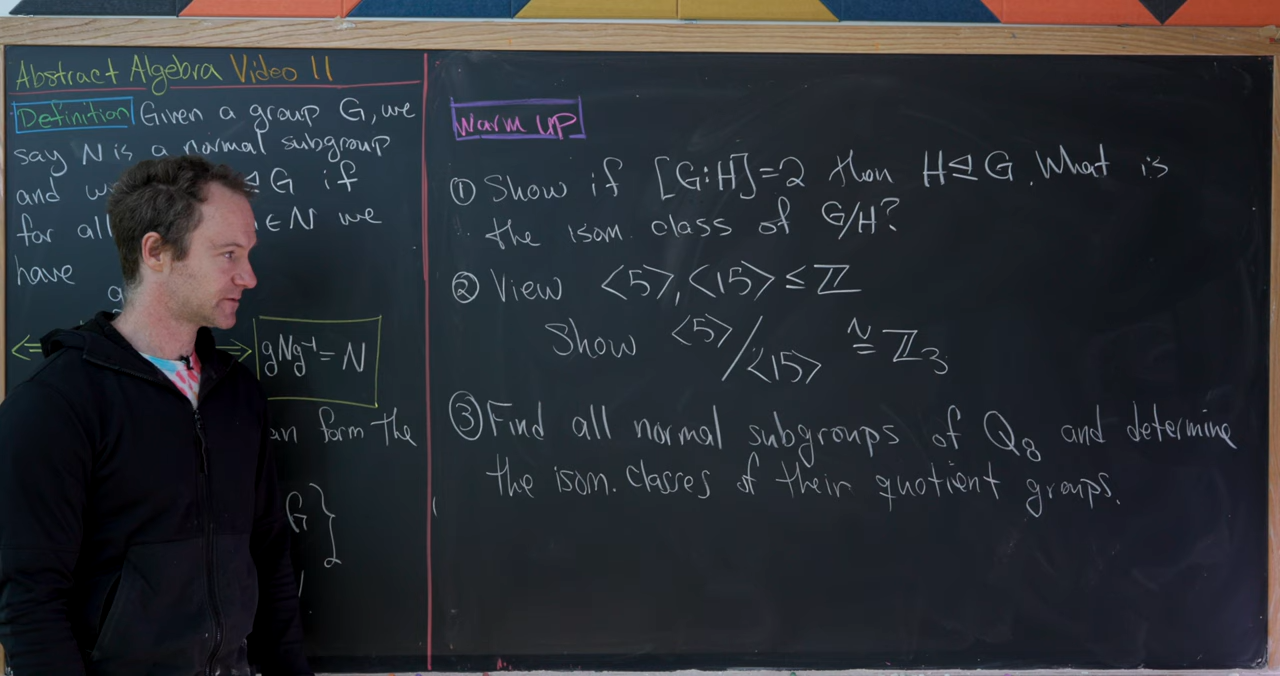 Abstract Algebra Video 11
Definition Given a group G, we
say N is a normal subgroup
and ⊴ G if
for all ∈ N we
have
⇐ ⇒ gNg⁻¹ = N
form the
G }
Warm up
① Show if [G:H]=2 then H⊴G. What is
the isom. class of G/H?
② View <5>, <15> ≤ ℤ
Show <5>/<15> ≅ ℤ₃
③ Find all normal subgroups of Q₈ and determine
the isom. classes of their quotient groups.